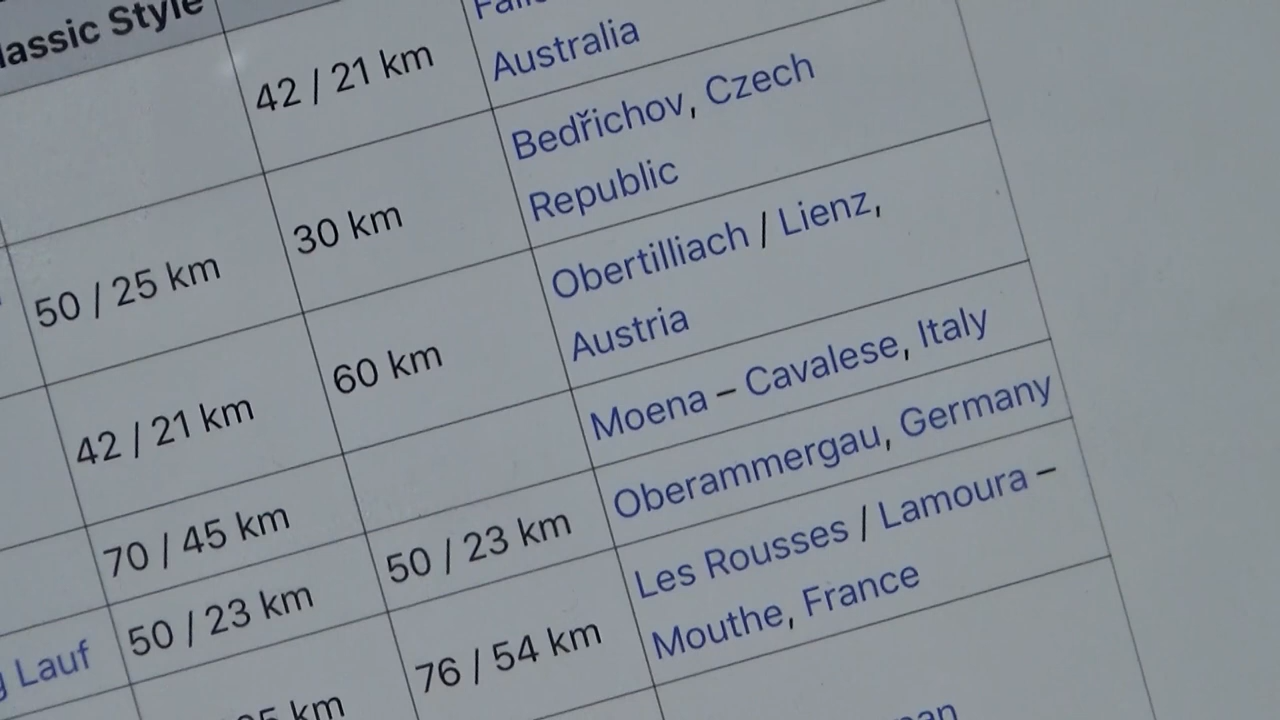 lassic Style
42 / 21 km
Australia
50 / 25 km
30 km
Bedřichov, Czech
Republic
42 / 21 km
60 km
Obertilliach / Lienz,
Austria
70 / 45 km
Moena – Cavalese, Italy
Lauf
50 / 23 km
50 / 23 km
Oberammergau, Germany
km
76 / 54 km
Les Rousses / Lamoura –
Mouthe, France